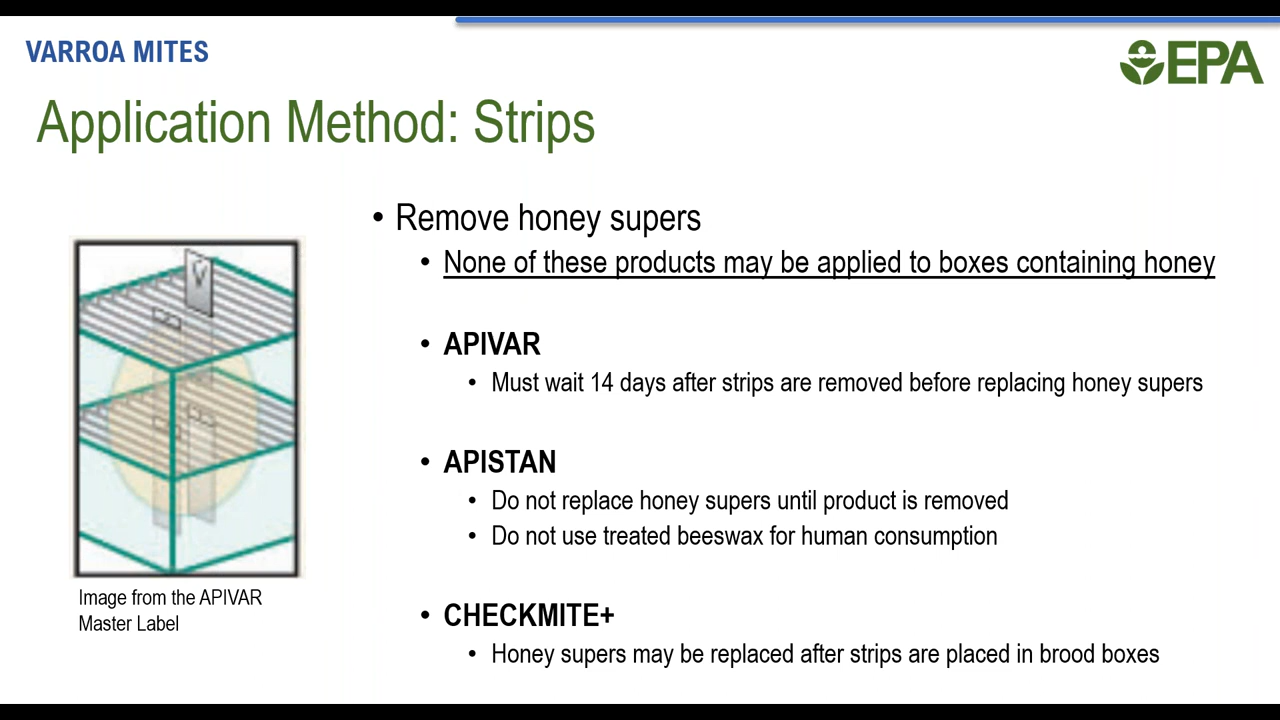 VARROA MITES
EPA
Application Method: Strips
• Remove honey supers
• None of these products may be applied to boxes containing honey
• APIVAR
• Must wait 14 days after strips are removed before replacing honey supers
• APISTAN
• Do not replace honey supers until product is removed
• Do not use treated beeswax for human consumption
• CHECKMITE+
• Honey supers may be replaced after strips are placed in brood boxes
V
Image from the APIVAR
Master Label